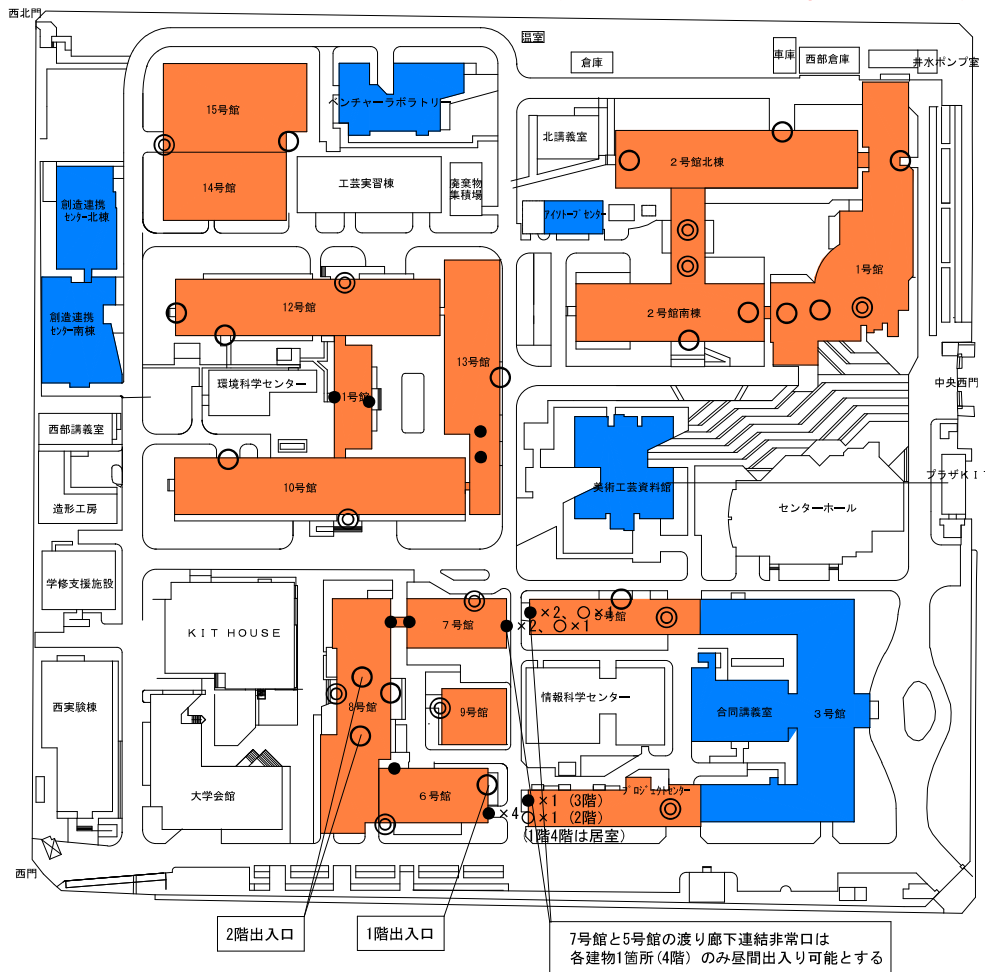 西北門
温室
倉庫
車庫
西部倉庫
井水ポンプ室
15号館
ベンチャーラボラトリー
北講義室
2号館北棟
14号館
工芸実習棟
廃棄物
集積場
創造連携
センター北棟
アイソトープセンター
1号館
12号館
2号館南棟
創造連携
センター南棟
13号館
環境科学センター
1号館
中央西門
西部講義室
10号館
美術工芸資料館
プラザKIT
造形工房
センターホール
学修支援施設
KIT HOUSE
7号館
●×2、○×1
●×2、○×1
5号館
西実験棟
8号館
9号館
情報科学センター
合同講義室
3号館
大学会館
6号館
●×4
プロジェクトセンター
●×1 (3階)
○×1 (2階)
(1階4階は居室)
西門
2階出入口
1階出入口
7号館と5号館の渡り廊下連結非常口は
各建物1箇所(4階) のみ昼間出入り可能とする